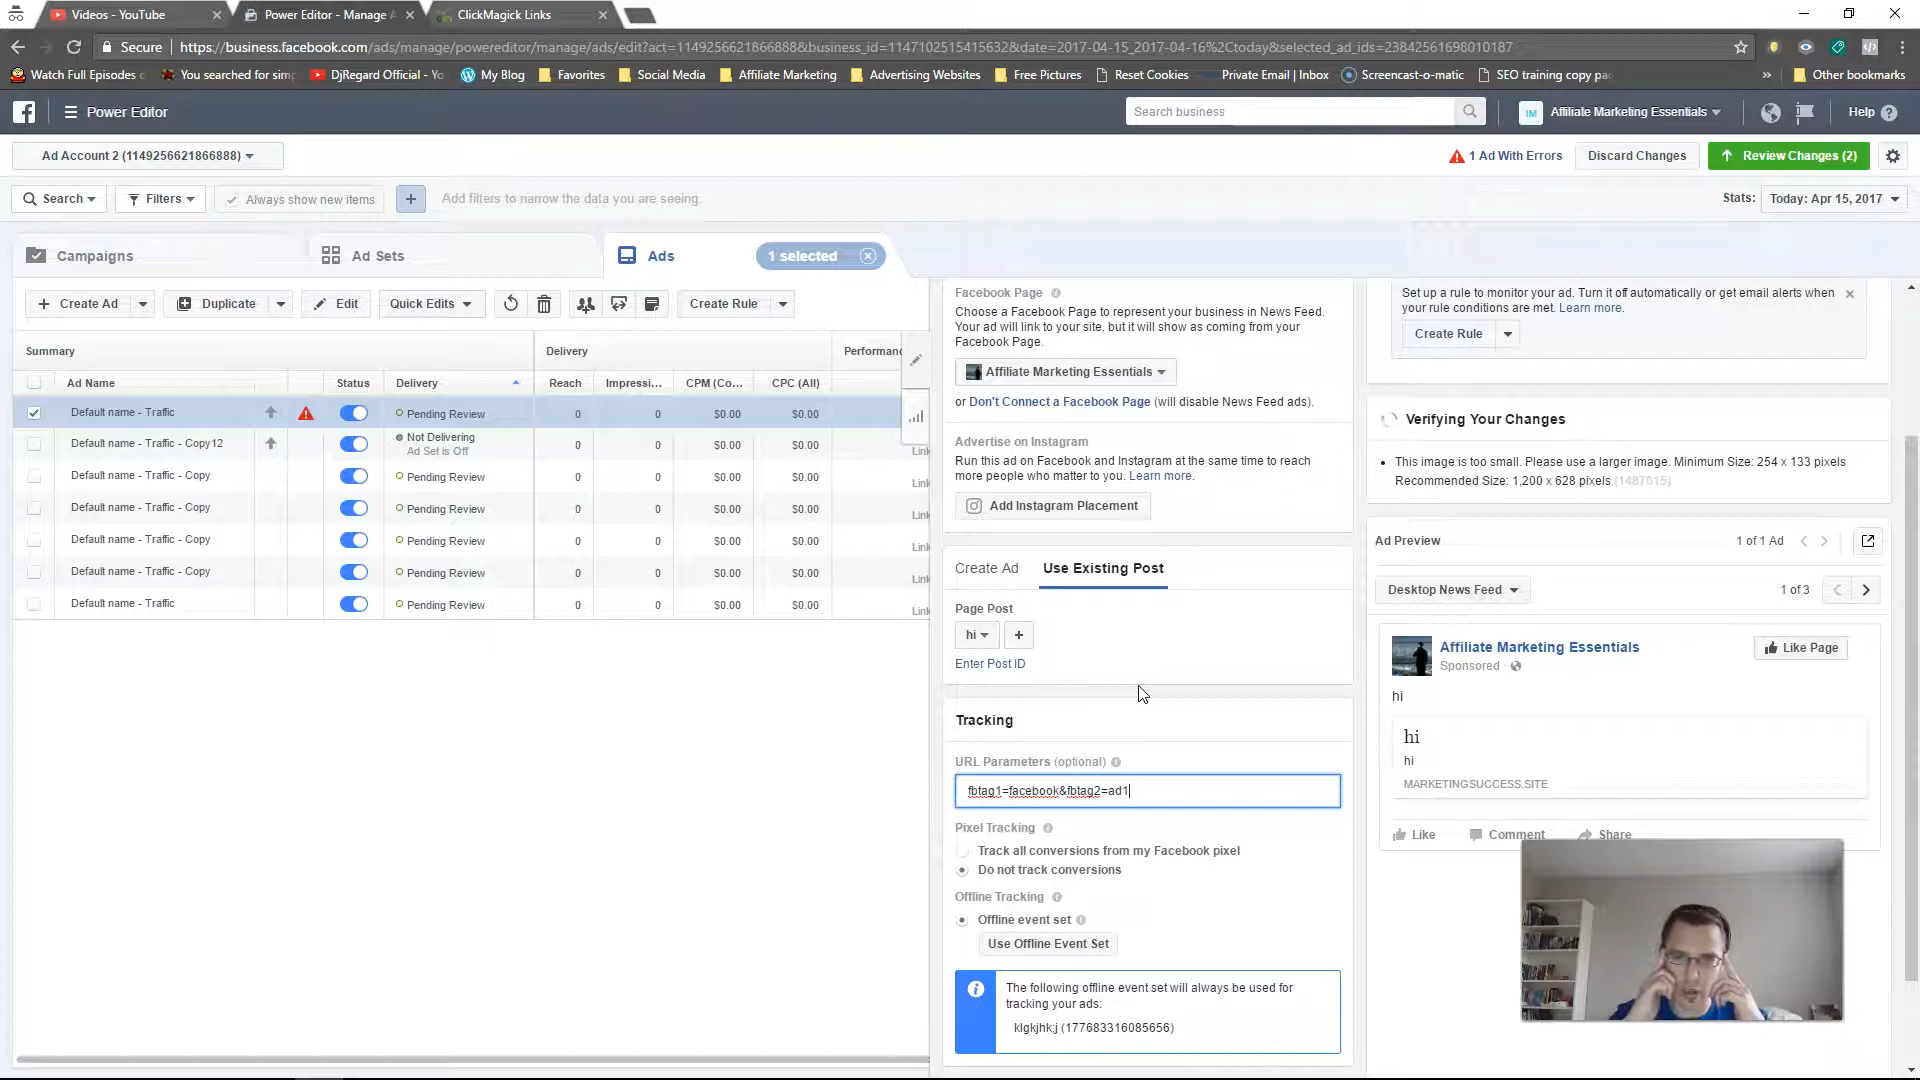 Videos - YouTube
Power Editor - Manage A
ClickMagick Links
Secure https://business.facebook.com/ads/manage/powereditor/manage/ads/edit?act=1149256621866888&business_id=1147102515415632&date=2017-04-15_2017-04-16%2Ctoday&selected_ad_ids=23842561698010187
Watch Full Episodes
You searched for sim
DjRegard Official - Yo
My Blog
Favorites
Social Media
Affiliate Marketing
Advertising Websites
Free Pictures
Reset Cookies
Private Email | Inbox
Screencast-o-matic
SEO training copy pac
Other bookmarks
Power Editor
Search business
IM
Affiliate Marketing Essentials
Help
Ad Account 2 (1149256621866888)
1 Ad With Errors
Discard Changes
Review Changes (2)
Search
Filters
Always show new items
Add filters to narrow the data you are seeing.
Stats:
Today: Apr 15, 2017
Campaigns
Ad Sets
Ads
1 selected
Create Ad
Duplicate
Edit
Quick Edits
Create Rule
Summary
Delivery
Performanc
Ad Name
Status
Delivery
Reach
Impressi...
CPM (Co...
CPC (All)
Default name - Traffic Pending Review 0 0 $0.00 $0.00
Default name - Traffic - Copy12 Not Delivering 0 0 $0.00 $0.00
Ad Set is Off Link
Default name - Traffic - Copy Pending Review 0 0 $0.00 $0.00
Link
Default name - Traffic - Copy Pending Review 0 0 $0.00 $0.00
Link
Default name - Traffic - Copy Pending Review 0 0 $0.00 $0.00
Link
Default name - Traffic - Copy Pending Review 0 0 $0.00 $0.00
Link
Default name - Traffic Pending Review 0 0 $0.00 $0.00
Link
Facebook Page
Choose a Facebook Page to represent your business in News Feed.
Your ad will link to your site, but it will show as coming from your
Facebook Page.
Affiliate Marketing Essentials
or Don't Connect a Facebook Page (will disable News Feed ads).
Advertise on Instagram
Run this ad on Facebook and Instagram at the same time to reach
more people who matter to you. Learn more.
Add Instagram Placement
Create Ad
Use Existing Post
Page Post
hi
+
Enter Post ID
Tracking
URL Parameters (optional)
fbtag1=facebook&fbtag2=ad1
Pixel Tracking
Track all conversions from my Facebook pixel
Do not track conversions
Offline Tracking
Offline event set
Use Offline Event Set
The following offline event set will always be used for
tracking your ads:
klgkjhk;j (177683316085656)
Set up a rule to monitor your ad. Turn it off automatically or get email alerts when
your rule conditions are met. Learn more.
Create Rule
Verifying Your Changes
This image is too small. Please use a larger image. Minimum Size: 254 x 133 pixels
Recommended Size: 1,200 x 628 pixels (1487015)
Ad Preview
1 of 1 Ad
Desktop News Feed
1 of 3
Affiliate Marketing Essentials
Sponsored
Like Page
hi
hi
hi
MARKETINGSUCCESS.SITE
Like
Comment
Share